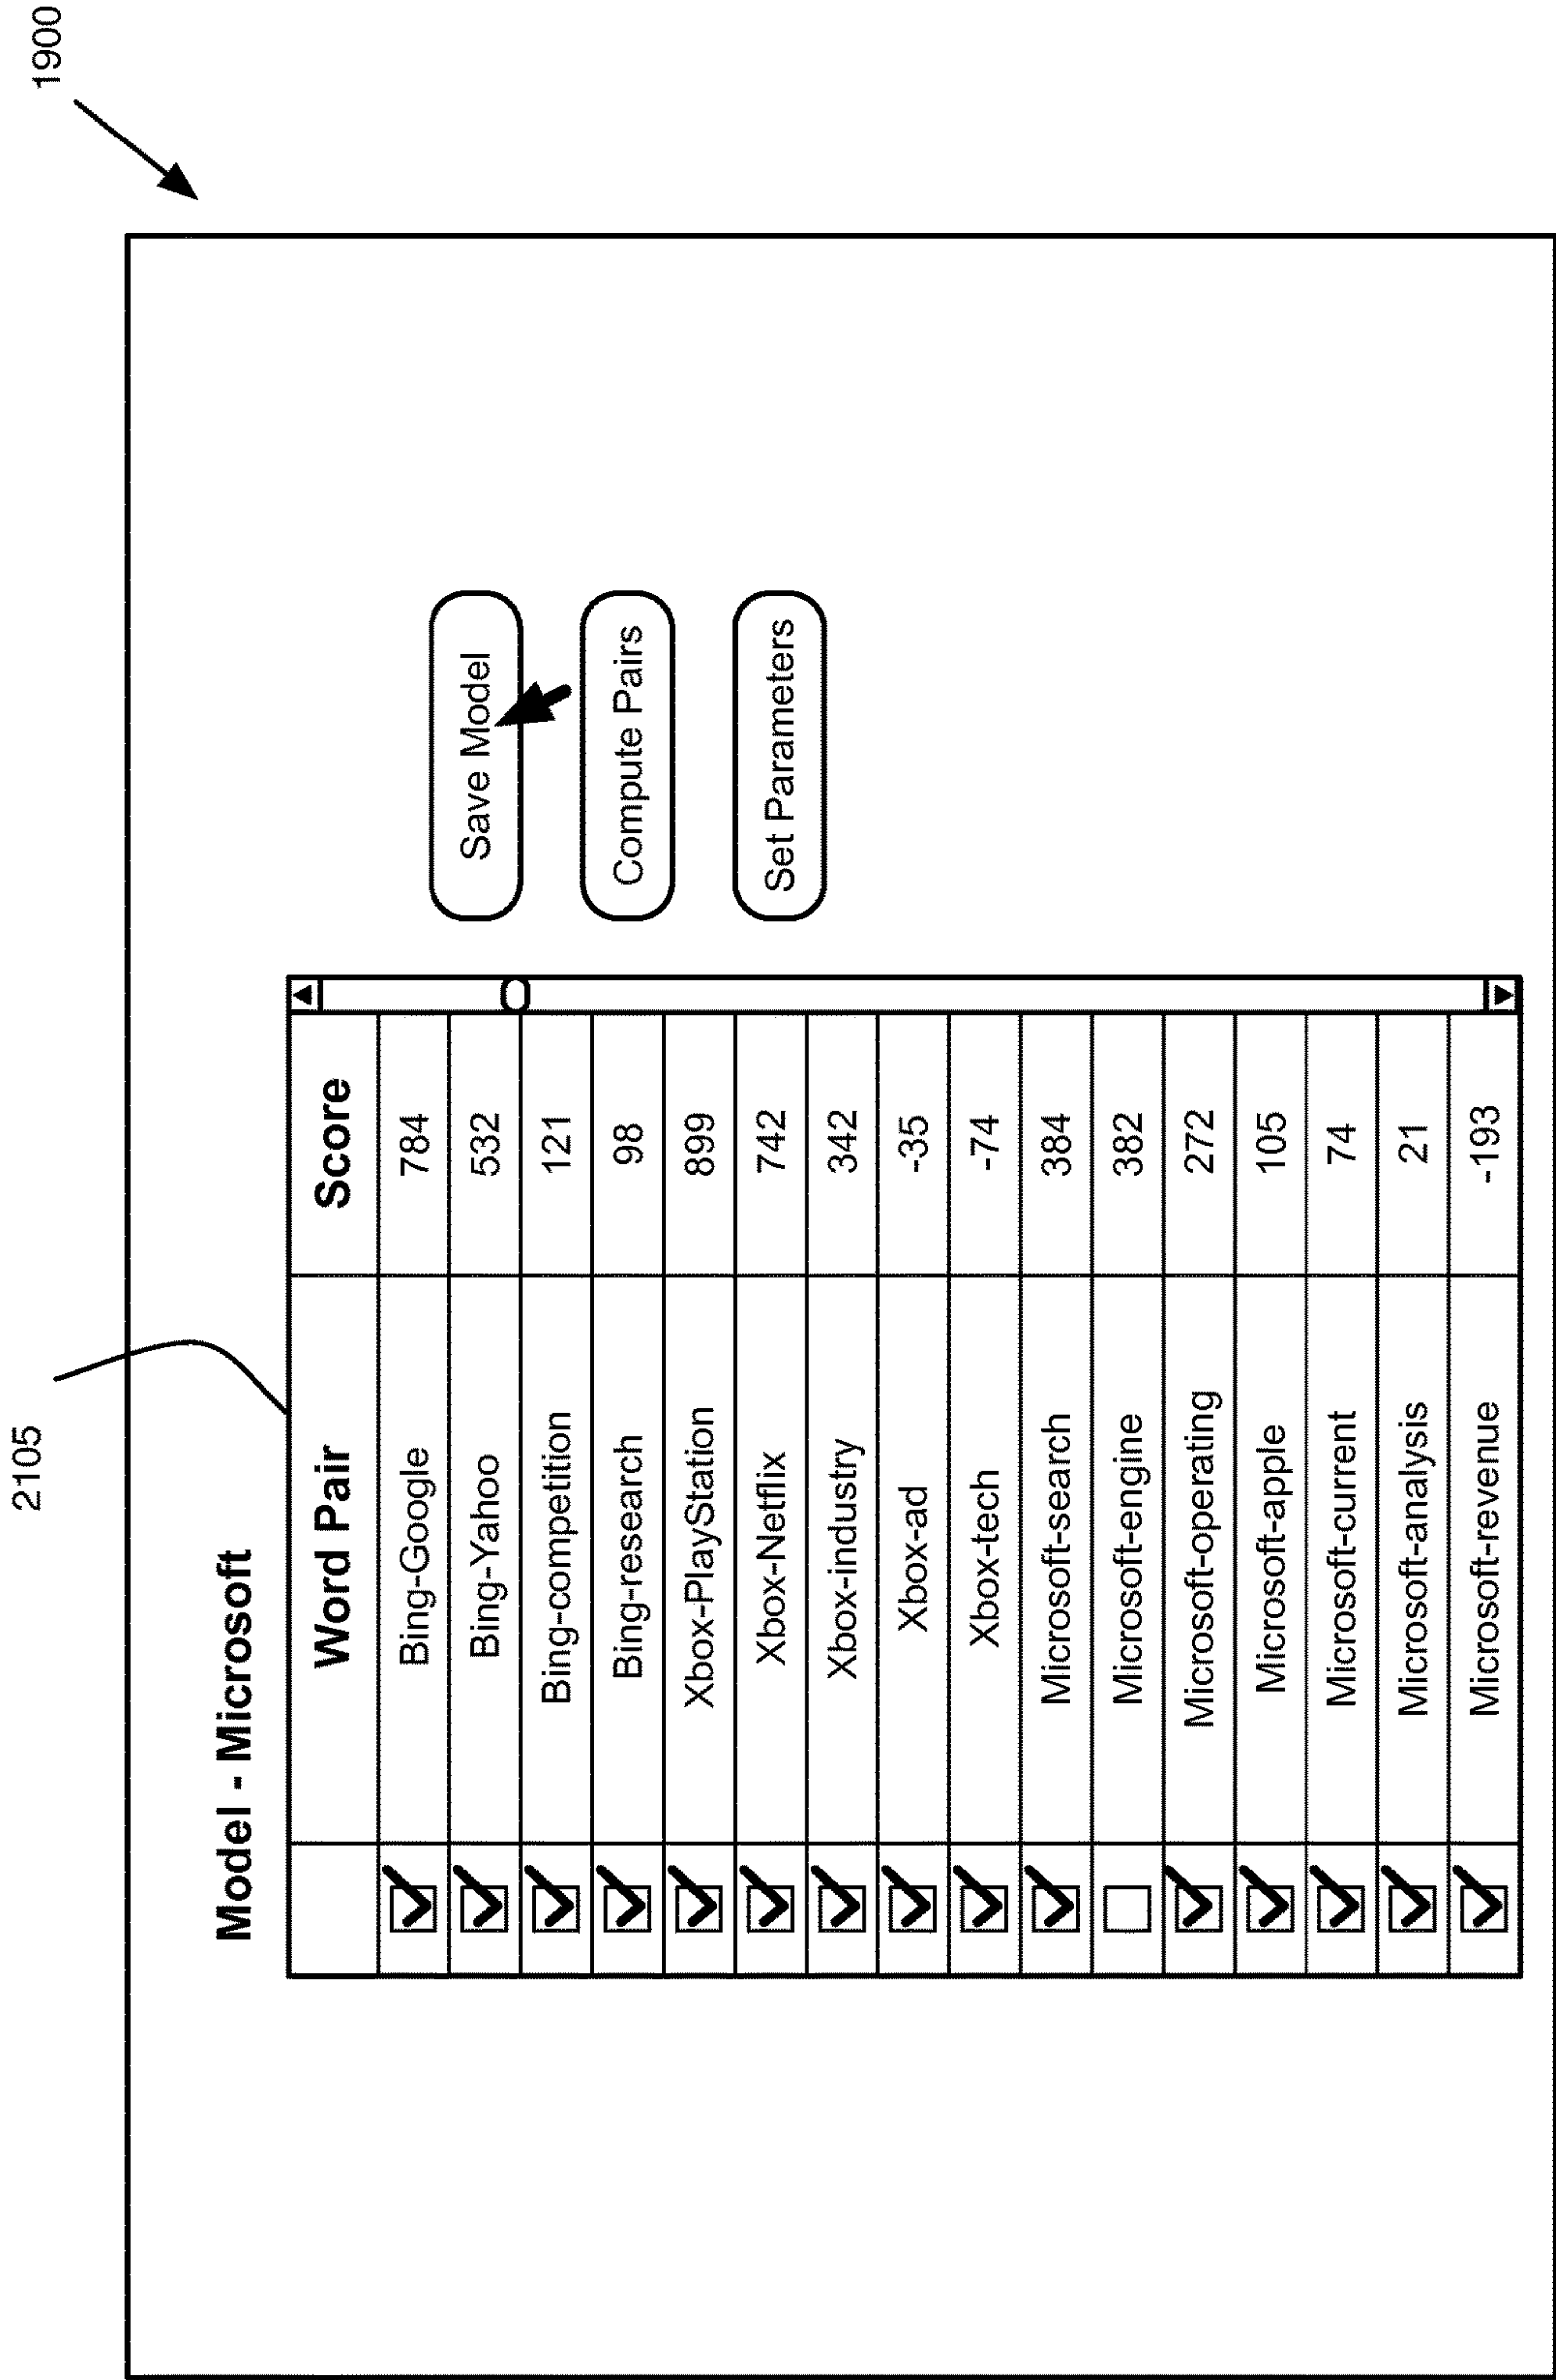 1900
2105
Model - Microsoft
Word Pair Score
Bing-Google 784
Bing-Yahoo 532
Bing-competition 121
Bing-research 98
Xbox-PlayStation 899
Xbox-Netflix 742
Xbox-industry 342
Xbox-ad -35
Xbox-tech -74
Microsoft-search 384
Microsoft-engine 382
Microsoft-operating 272
Microsoft-apple 105
Microsoft-current 74
Microsoft-analysis 21
Microsoft-revenue -193
Save Model
Compute Pairs
Set Parameters